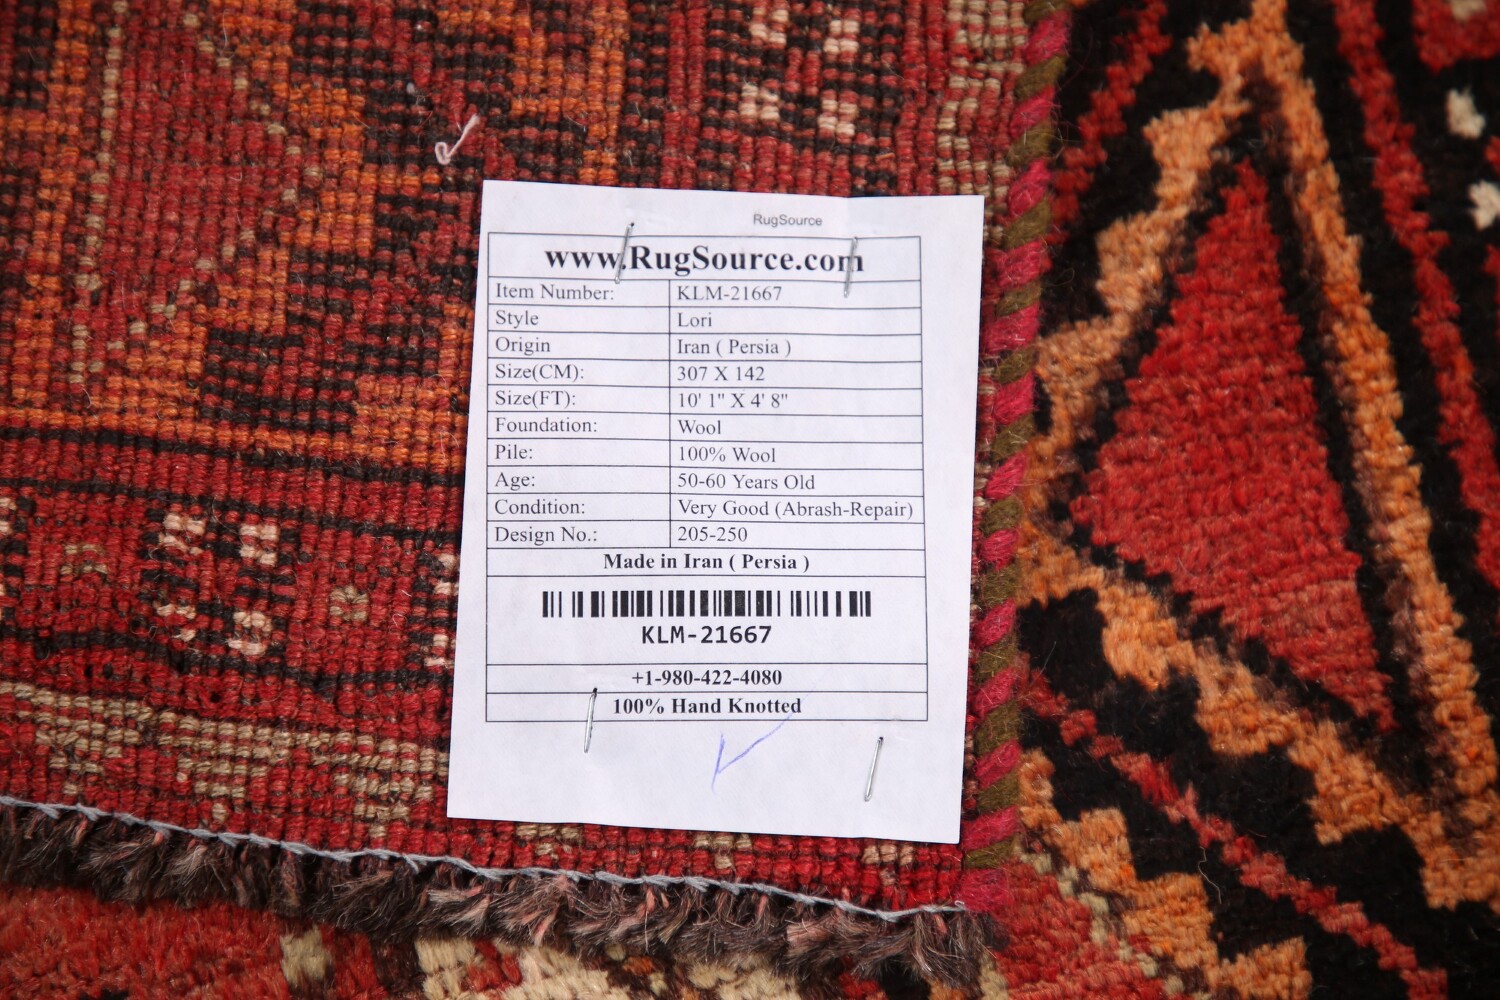 RugSource
www.RugSource.com
Item Number: KLM-21667
Style Lori
Origin Iran ( Persia )
Size(CM): 307 X 142
Size(FT): 10' 1" X 4' 8"
Foundation: Wool
Pile: 100% Wool
Age: 50-60 Years Old
Condition: Very Good (Abrash-Repair)
Design No.: 205-250
Made in Iran ( Persia )
KLM-21667
+1-980-422-4080
100% Hand Knotted